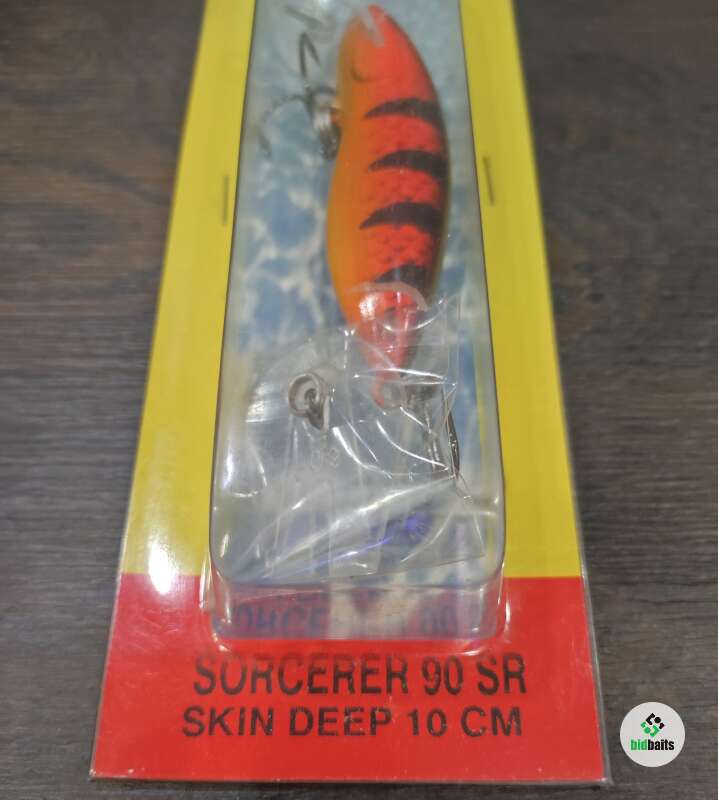 SORCERER 90 SR
SKIN DEEP 10 CM
bidbaits